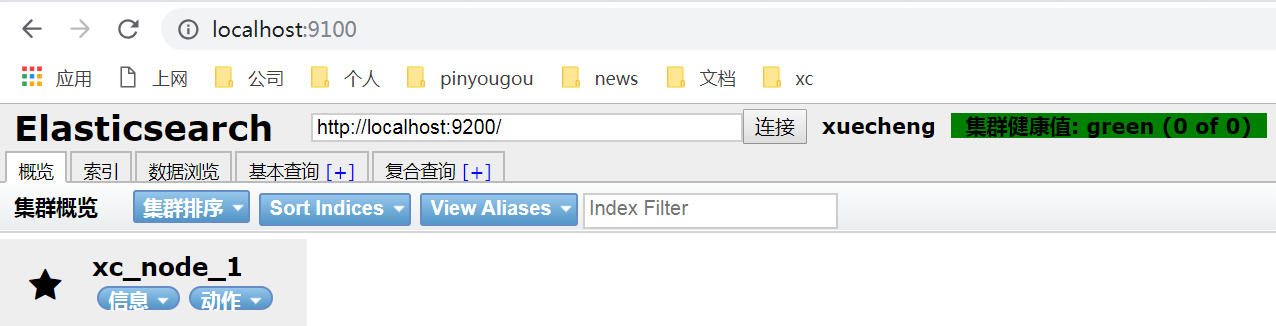 localhost:9100
应用 上网 公司 个人 pinyougou news 文档 xc
Elasticsearch http://localhost:9200/ 连接 xuecheng 集群健康值: green (0 of 0)
概览 索引 数据浏览 基本查询 [+] 复合查询 [+]
集群概览 集群排序 Sort Indices View Aliases Index Filter
xc_node_1
信息 动作